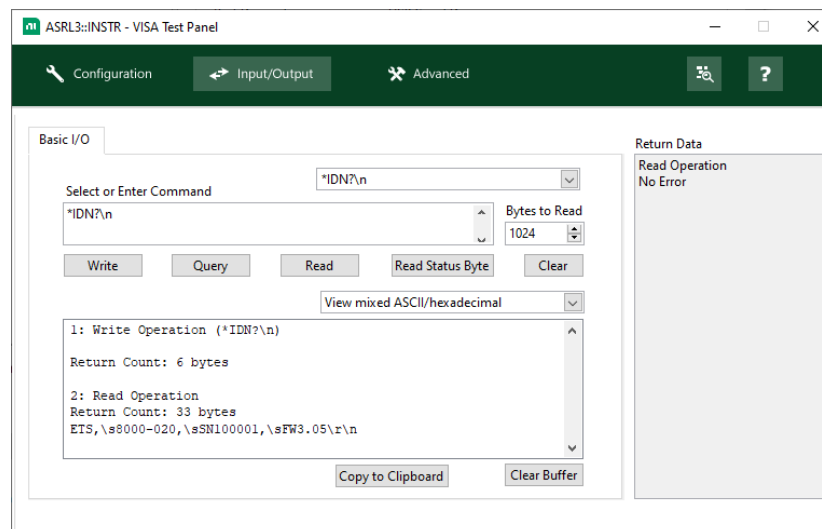 ASRL3::INSTR - VISA Test Panel
Configuration
Input/Output
Advanced
?
Basic I/O
*IDN?\n
Select or Enter Command
*IDN?\n
Bytes to Read
1024
Write
Query
Read
Read Status Byte
Clear
View mixed ASCII/hexadecimal
1: Write Operation (*IDN?\n)
Return Count: 6 bytes
2: Read Operation
Return Count: 33 bytes
ETS,\s8000-020,\sSN100001,\sFW3.05\r\n
Copy to Clipboard
Clear Buffer
Return Data
Read Operation
No Error